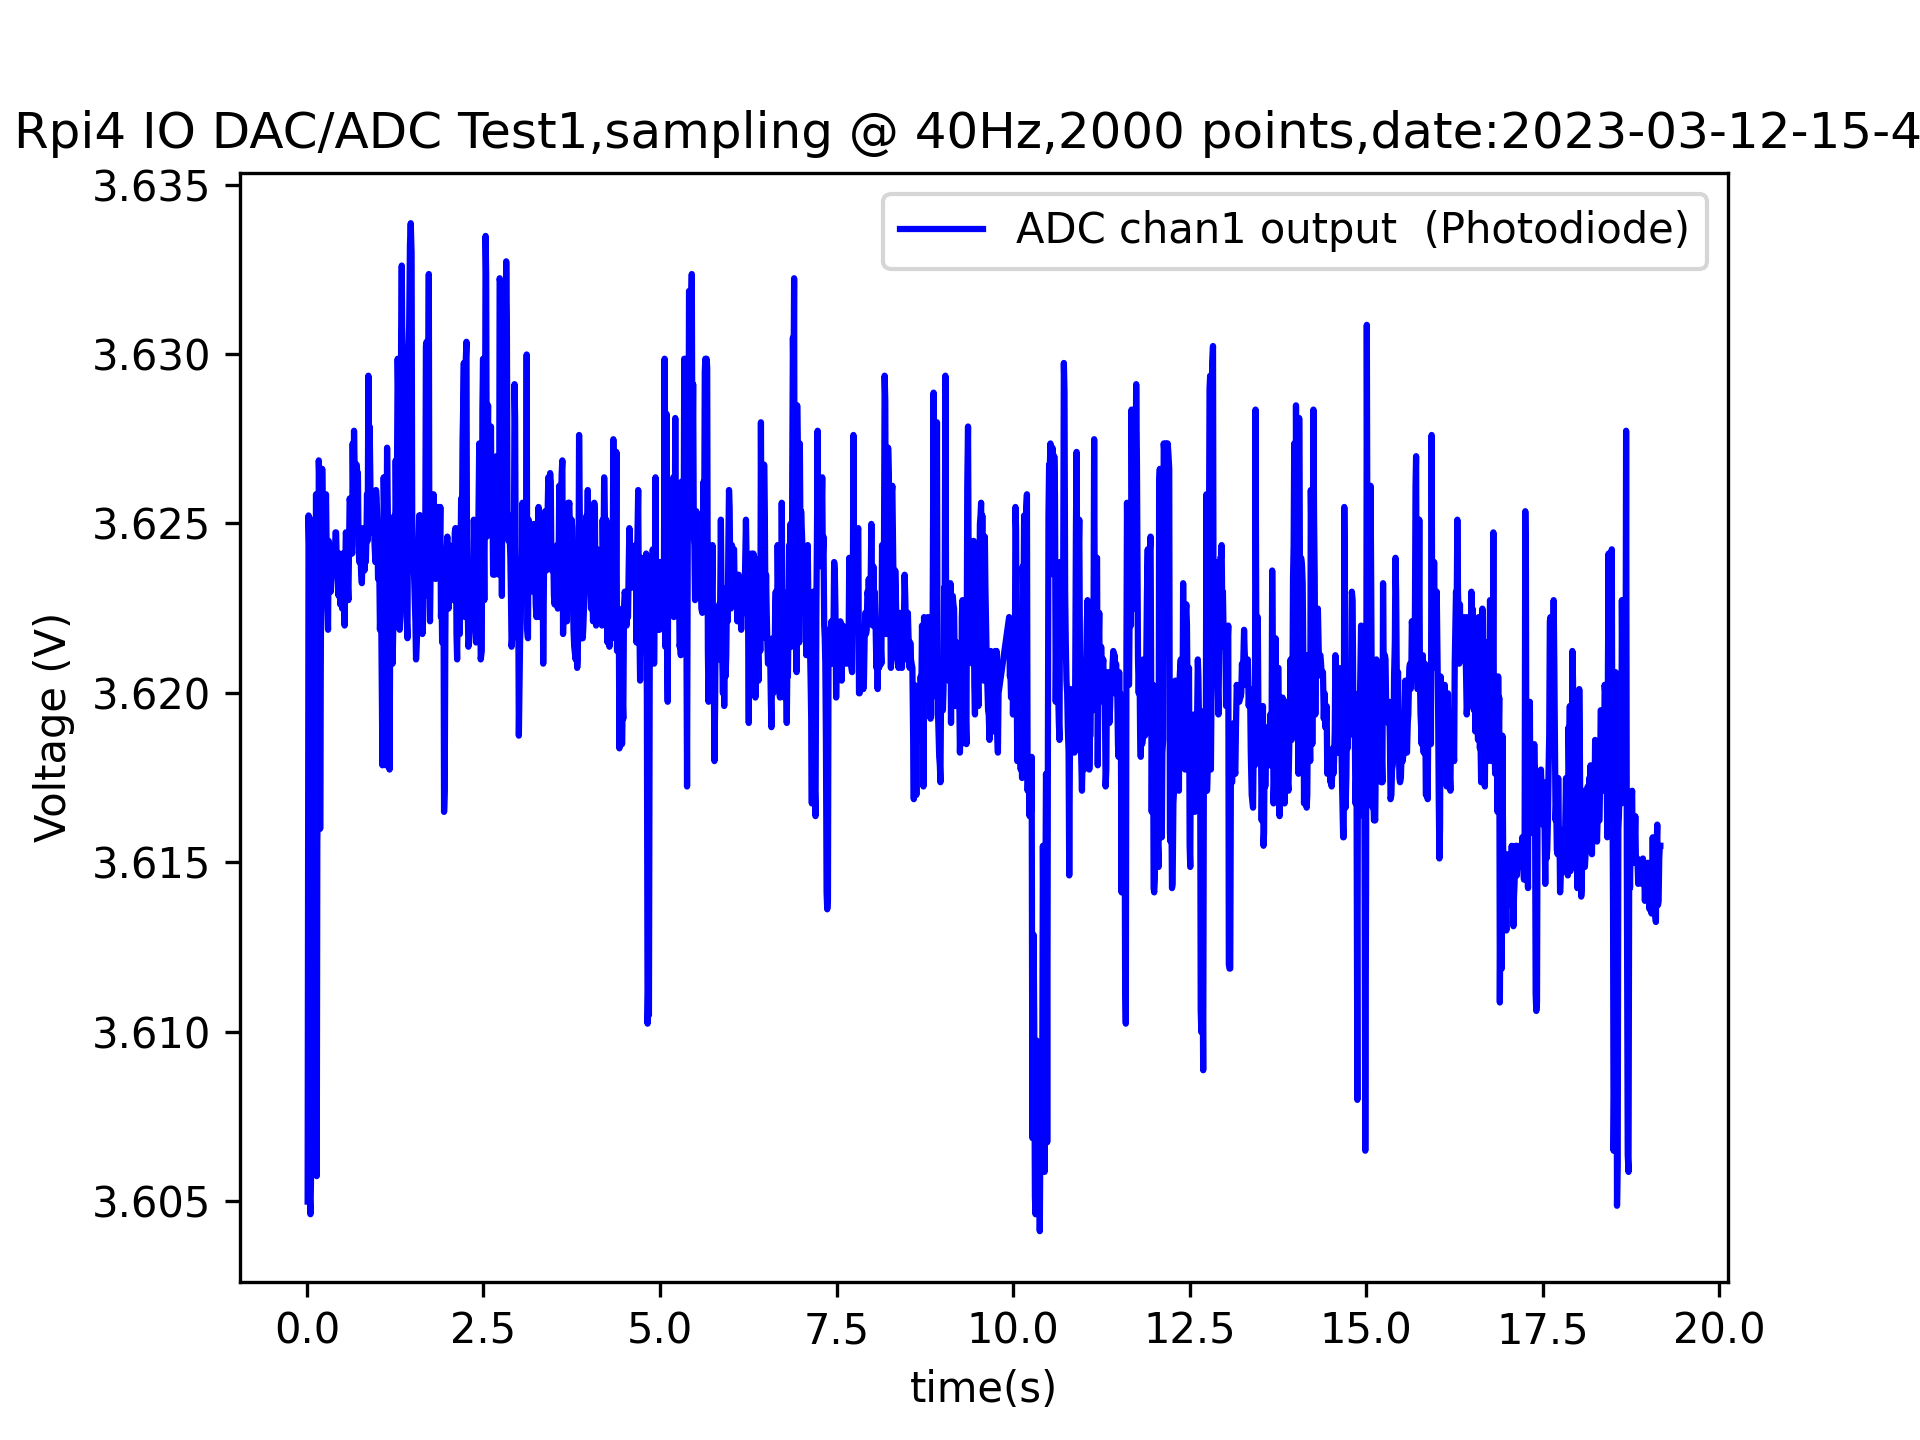 Rpi4 IO DAC/ADC Test1,sampling @ 40Hz,2000 points,date:2023-03-12-15-4
ADC chan1 output (Photodiode)
Voltage (V)
3.635
3.630
3.625
3.620
3.615
3.610
3.605
0.0 2.5 5.0 7.5 10.0 12.5 15.0 17.5 20.0
time(s)